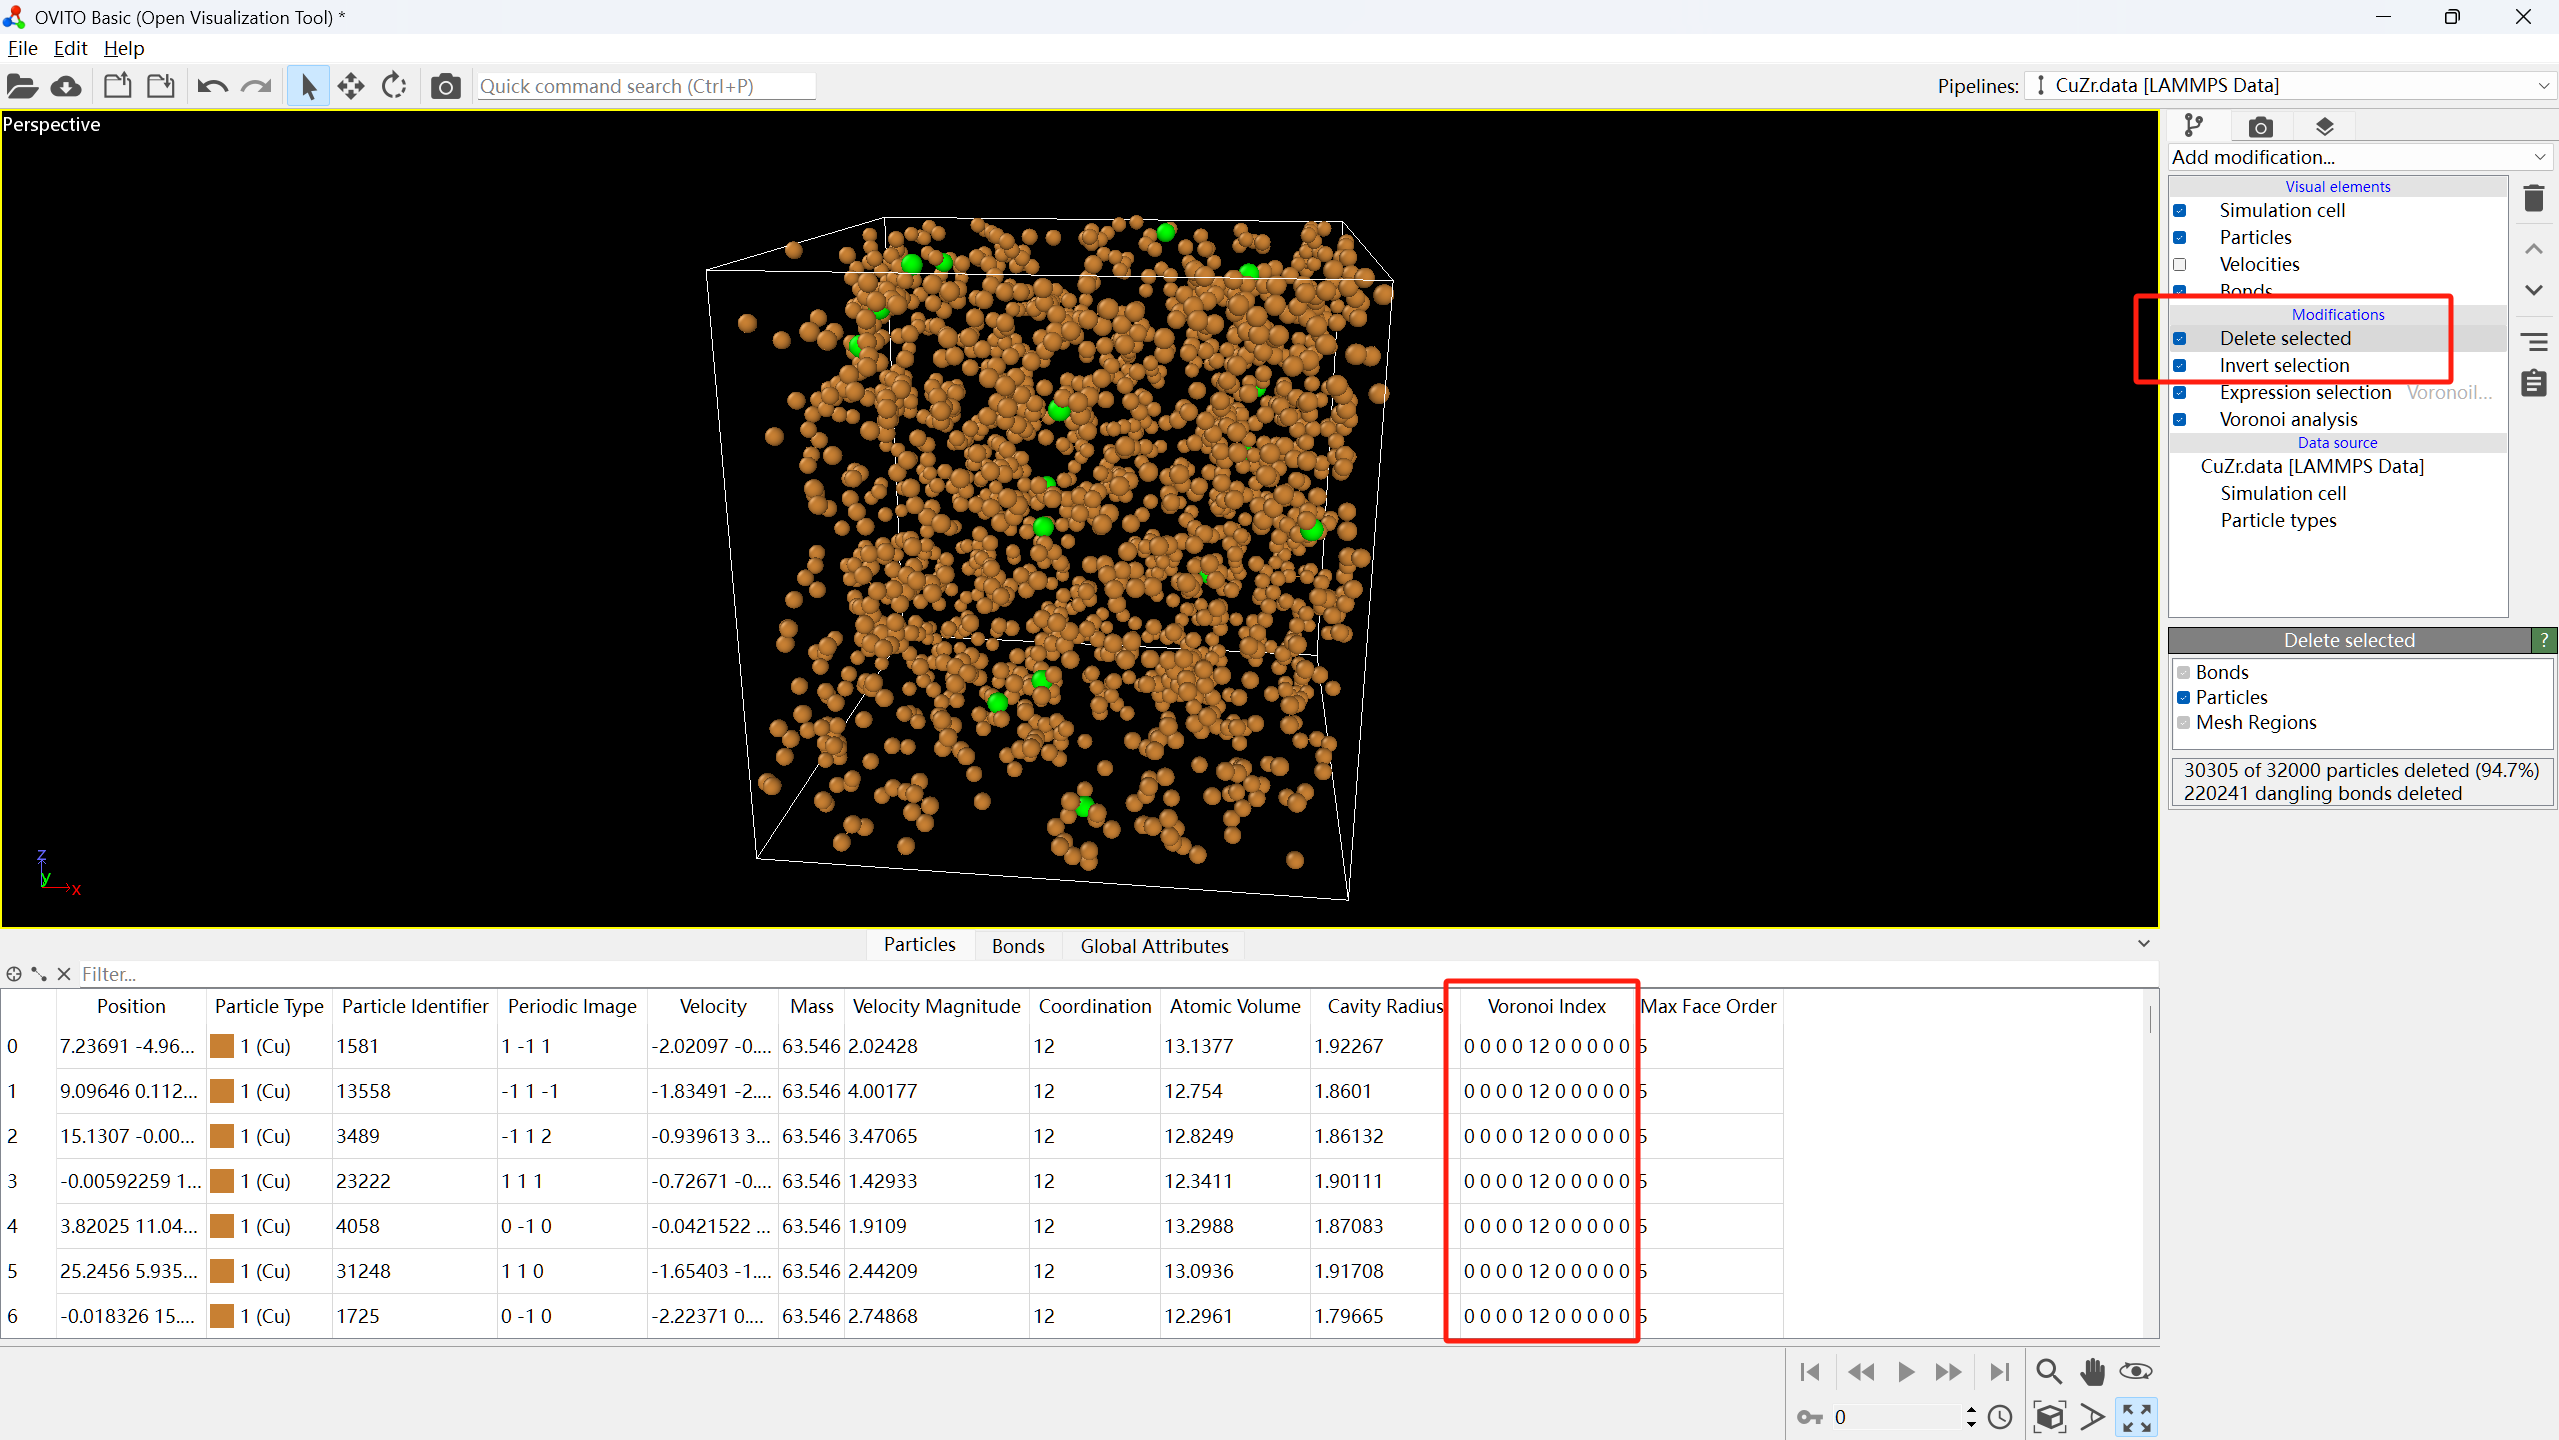 OVITO Basic (Open Visualization Tool) *
File Edit Help
Quick command search (Ctrl+P)
Pipelines: CuZr.data [LAMMPS Data]
Perspective
z
y
x
Add modification...
Visual elements
Simulation cell
Particles
Velocities
Bonds
Modifications
Delete selected
Invert selection
Expression selection VoronoiI...
Voronoi analysis
Data source
CuZr.data [LAMMPS Data]
Simulation cell
Particle types
Delete selected ?
Bonds
Particles
Mesh Regions
30305 of 32000 particles deleted (94.7%)
220241 dangling bonds deleted
Particles Bonds Global Attributes
Filter...
Position Particle Type Particle Identifier Periodic Image Velocity Mass Velocity Magnitude Coordination Atomic Volume Cavity Radius Voronoi Index Max Face Order
0 7.23691 -4.96... 1 (Cu) 1581 1 -1 1 -2.02097 -0.... 63.546 2.02428 12 13.1377 1.92267 0 0 0 0 12 0 0 0 0 0 5
1 9.09646 0.112... 1 (Cu) 13558 -1 1 -1 -1.83491 -2.... 63.546 4.00177 12 12.754 1.8601 0 0 0 0 12 0 0 0 0 0 5
2 15.1307 -0.00... 1 (Cu) 3489 -1 1 2 -0.939613 3... 63.546 3.47065 12 12.8249 1.86132 0 0 0 0 12 0 0 0 0 0 5
3 -0.00592259 1... 1 (Cu) 23222 1 1 1 -0.72671 -0.... 63.546 1.42933 12 12.3411 1.90111 0 0 0 0 12 0 0 0 0 0 5
4 3.82025 11.04... 1 (Cu) 4058 0 -1 0 -0.0421522 ... 63.546 1.9109 12 13.2988 1.87083 0 0 0 0 12 0 0 0 0 0 5
5 25.2456 5.935... 1 (Cu) 31248 1 1 0 -1.65403 -1.... 63.546 2.44209 12 13.0936 1.91708 0 0 0 0 12 0 0 0 0 0 5
6 -0.018326 15.... 1 (Cu) 1725 0 -1 0 -2.22371 0.... 63.546 2.74868 12 12.2961 1.79665 0 0 0 0 12 0 0 0 0 0 5
0